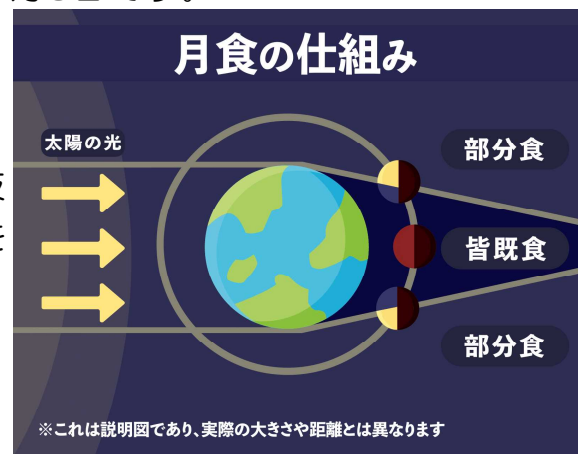 月食の仕組み
太陽の光
部分食
皆既食
部分食
※これは説明図であり、実際の大きさや距離とは異なります